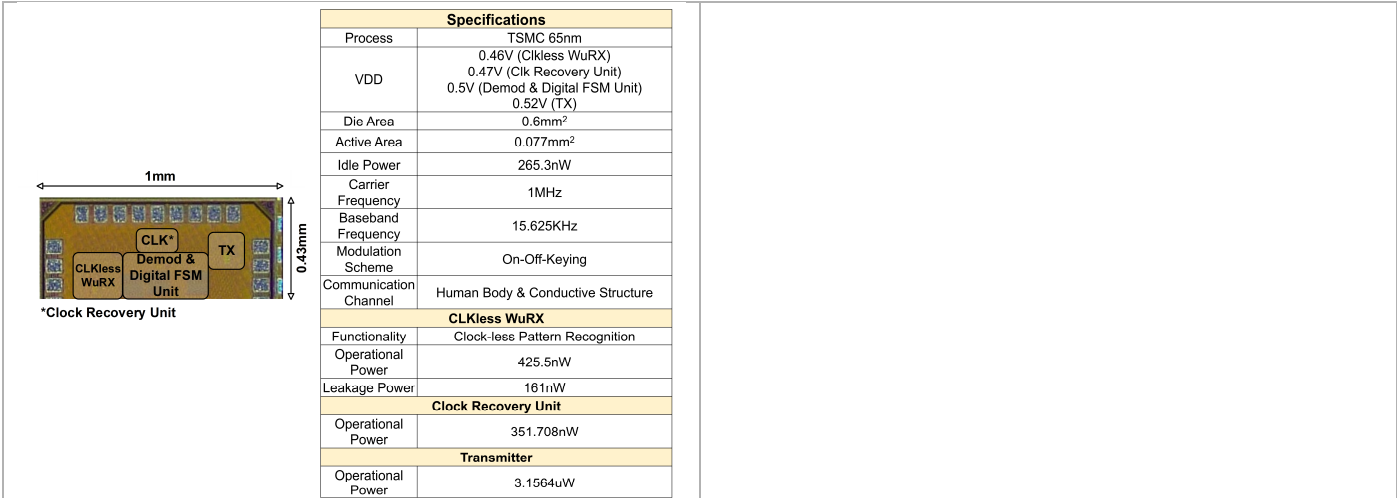 1mm
0.43mm
CLK*
TX
CLKless
WuRX
Demod &
Digital FSM
Unit
*Clock Recovery Unit
Specifications
Process TSMC 65nm
VDD
0.46V (Clkless WuRX)
0.47V (Clk Recovery Unit)
0.5V (Demod & Digital FSM Unit)
0.52V (TX)
Die Area 0.6mm²
Active Area 0.077mm²
Idle Power 265.3nW
Carrier
Frequency
1MHz
Baseband
Frequency
15.625KHz
Modulation
Scheme
On-Off-Keying
Communication
Channel
Human Body & Conductive Structure
CLKless WuRX
Functionality Clock-less Pattern Recognition
Operational
Power
425.5nW
Leakage Power 161nW
Clock Recovery Unit
Operational
Power
351.708nW
Transmitter
Operational
Power
3.1564uW